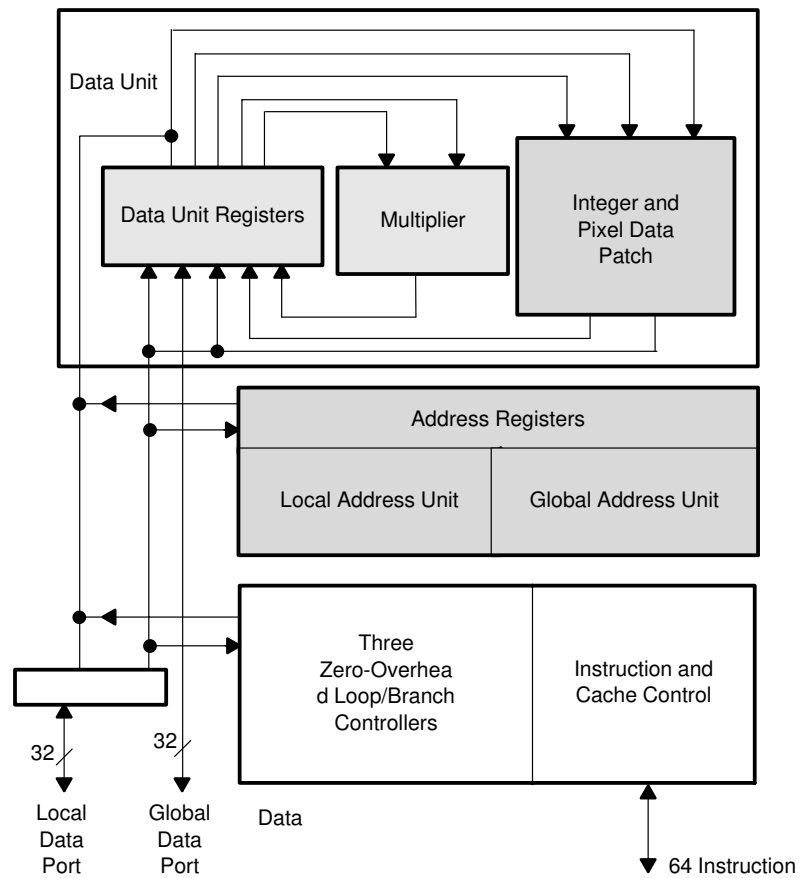 Data Unit
Data Unit Registers
Multiplier
Integer and
Pixel Data
Patch
Address Registers
Local Address Unit
Global Address Unit
Three
Zero-Overhea
d Loop/Branch
Controllers
Instruction and
Cache Control
32
32
Local
Data
Port
Global
Data
Port
Data
64 Instruction